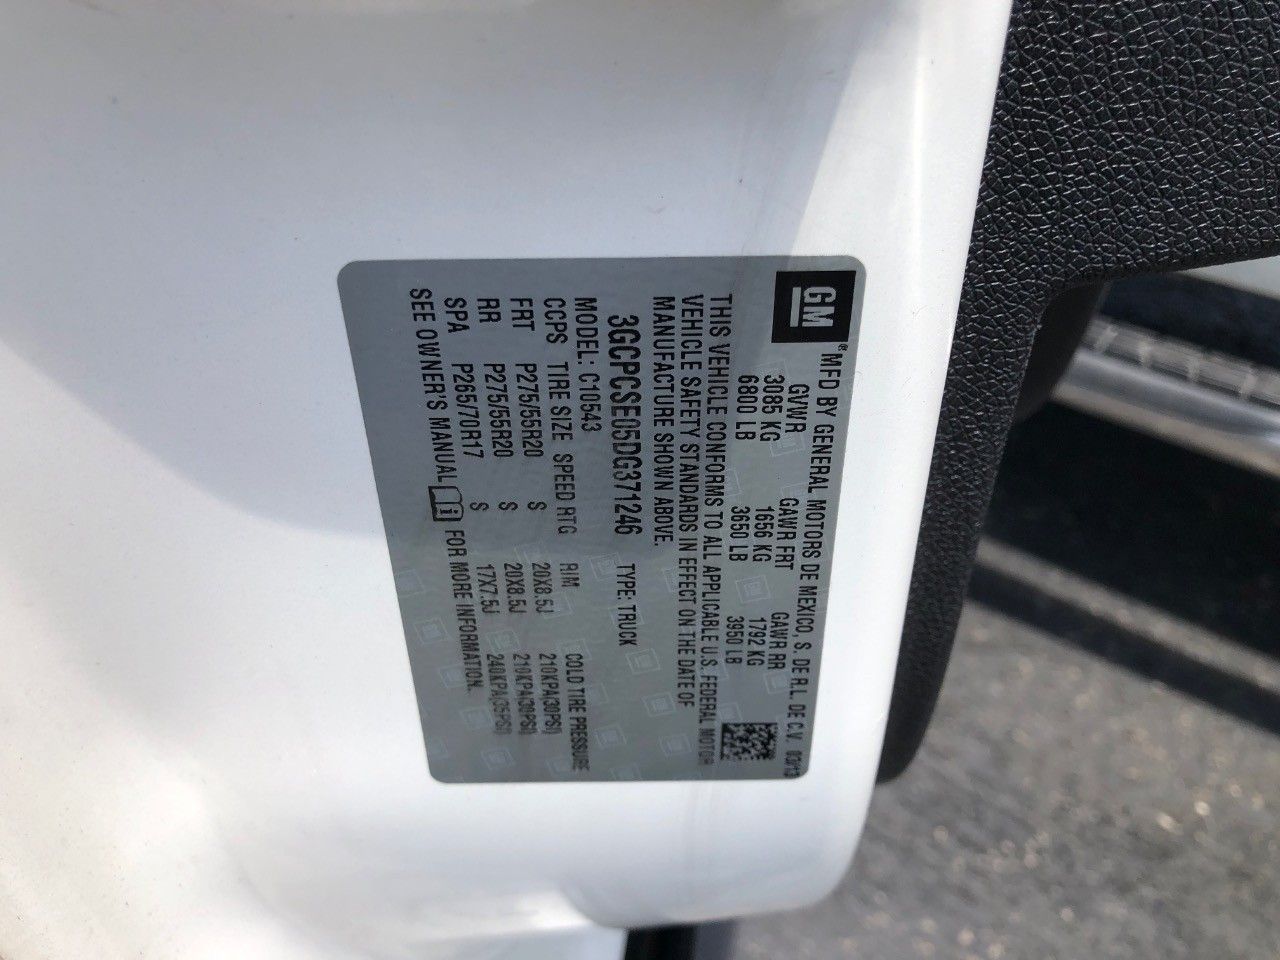 GM
®MFD BY GENERAL MOTORS DE MEXICO, S. DE R.L. DE C.V. 03/13
GVWR GAWR FRT GAWR RR
3085 KG 1656 KG 1792 KG
6800 LB 3650 LB 3950 LB
THIS VEHICLE CONFORMS TO ALL APPLICABLE U.S. FEDERAL MOTOR
VEHICLE SAFETY STANDARDS IN EFFECT ON THE DATE OF
MANUFACTURE SHOWN ABOVE.
3GCPCSE05DG371246 TYPE: TRUCK
MODEL: C10543
CCPS TIRE SIZE SPEED RTG RIM COLD TIRE PRESSURE
FRT P275/55R20 S 20X8.5J 210KPA(30PSI)
RR P275/55R20 S 20X8.5J 210KPA(30PSI)
SPA P265/70R17 S 17X7.5J 240KPA(35PSI)
SEE OWNER'S MANUAL FOR MORE INFORMATION.